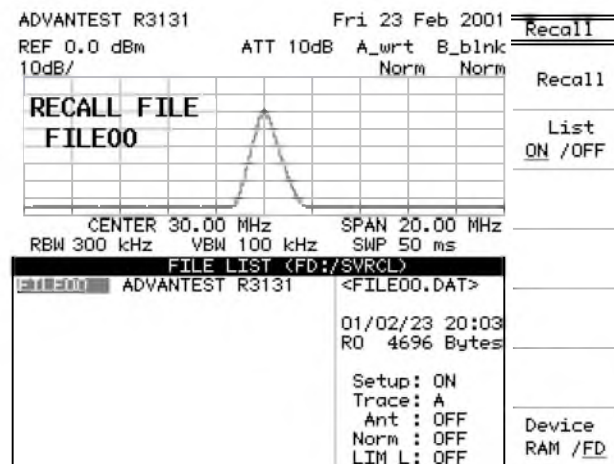 ADVANTEST R3131 Fri 23 Feb 2001
REF 0.0 dBm ATT 10dB A_wrt B_blnk
10dB/ Norm Norm
RECALL FILE
FILE00
CENTER 30.00 MHz SPAN 20.00 MHz
RBW 300 kHz VBW 100 kHz SWP 50 ms
FILE LIST (FD:/SVRCL)
FILE00 ADVANTEST R3131 <FILE00.DAT>
01/02/23 20:03
RO 4696 Bytes
Setup: ON
Trace: A
Ant : OFF
Norm : OFF
LIM L: OFF
Recall
Recall
List
ON /OFF
Device
RAM /FD